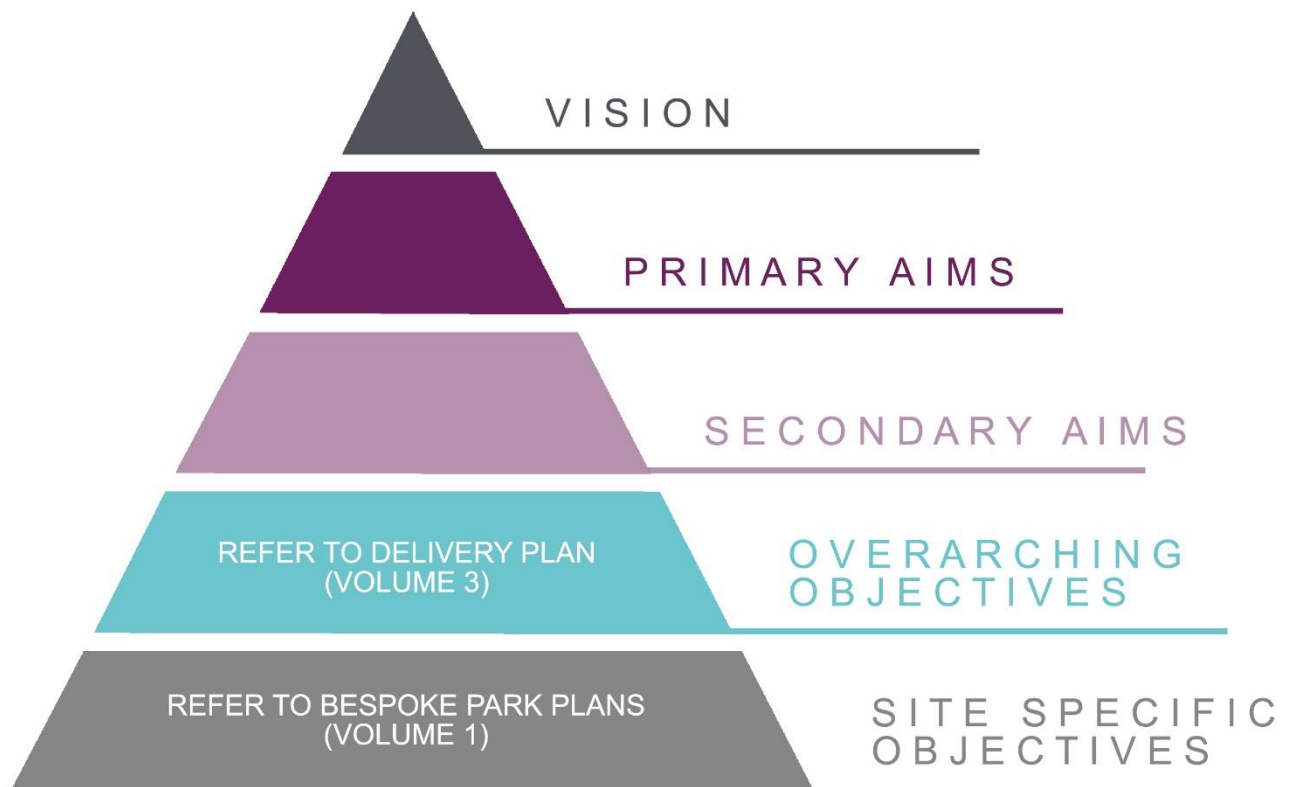 VISION
PRIMARY AIMS
SECONDARY AIMS
REFER TO DELIVERY PLAN
(VOLUME 3)
OVERARCHING
OBJECTIVES
REFER TO BESPOKE PARK PLANS
(VOLUME 1)
SITE SPECIFIC
OBJECTIVES